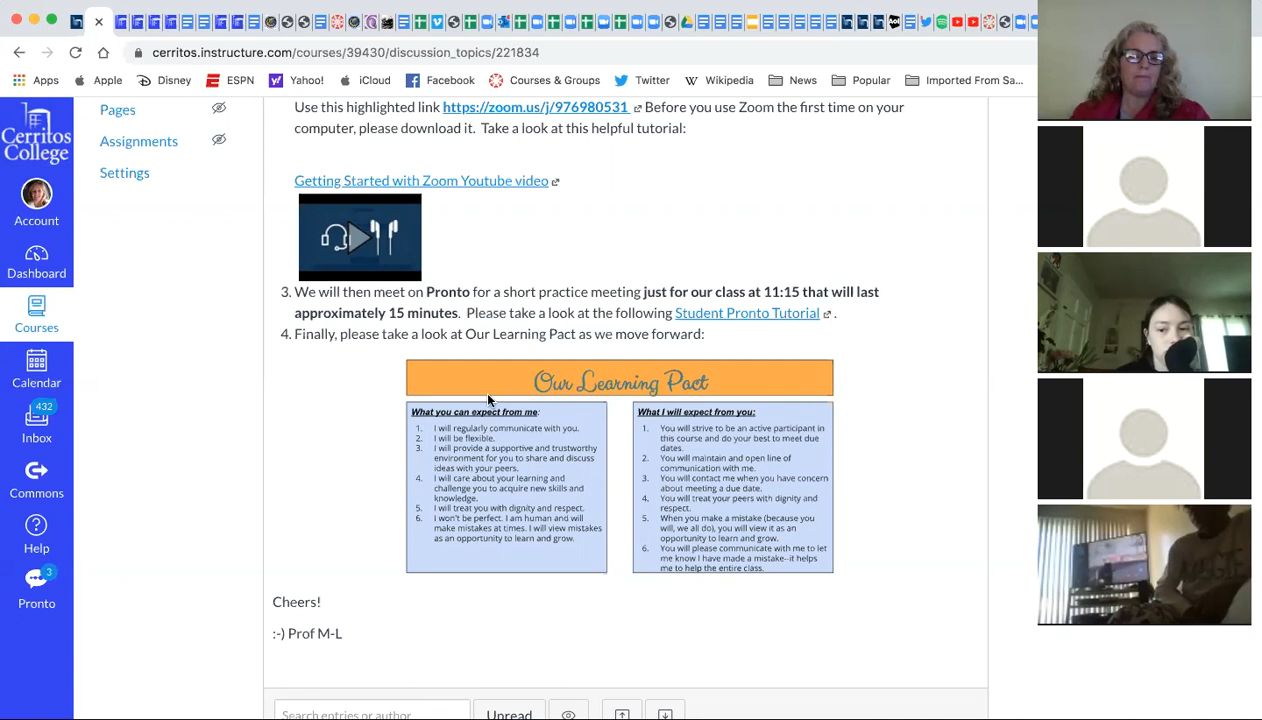 cerritos.instructure.com/courses/39430/discussion_topics/221834
Apps Apple Disney ESPN Yahoo! iCloud Facebook Courses & Groups Twitter Wikipedia News Popular Imported From Sa...
Cerritos
College
Account
Dashboard
Courses
Calendar
432
Inbox
Commons
Help
3
Pronto
Pages
Assignments
Settings
Use this highlighted link https://zoom.us/j/976980531 Before you use Zoom the first time on your
computer, please download it. Take a look at this helpful tutorial:
Getting Started with Zoom Youtube video
3. We will then meet on Pronto for a short practice meeting just for our class at 11:15 that will last
approximately 15 minutes. Please take a look at the following Student Pronto Tutorial .
4. Finally, please take a look at Our Learning Pact as we move forward:
Our Learning Pact
What you can expect from me:
1. I will regularly communicate with you.
2. I will be flexible.
3. I will provide a supportive and trustworthy
environment for you to share and discuss
ideas with your peers.
4. I will care about your learning and
challenge you to acquire new skills and
knowledge.
5. I will treat you with dignity and respect.
6. I won't be perfect. I am human and will
make mistakes at times. I will view mistakes
as an opportunity to learn and grow.
What I will expect from you:
1. You will strive to be an active participant in
this course and do your best to meet due
dates.
2. You will maintain and open line of
communication with me.
3. You will contact me when you have concern
about meeting a due date.
4. You will treat your peers with dignity and
respect.
5. When you make a mistake (because you
will, we all do), you will view it as an
opportunity to learn and grow.
6. You will please communicate with me to let
me know I have made a mistake--it helps
me to help the entire class.
Cheers!
:-) Prof M-L
Search entries or author
Unread